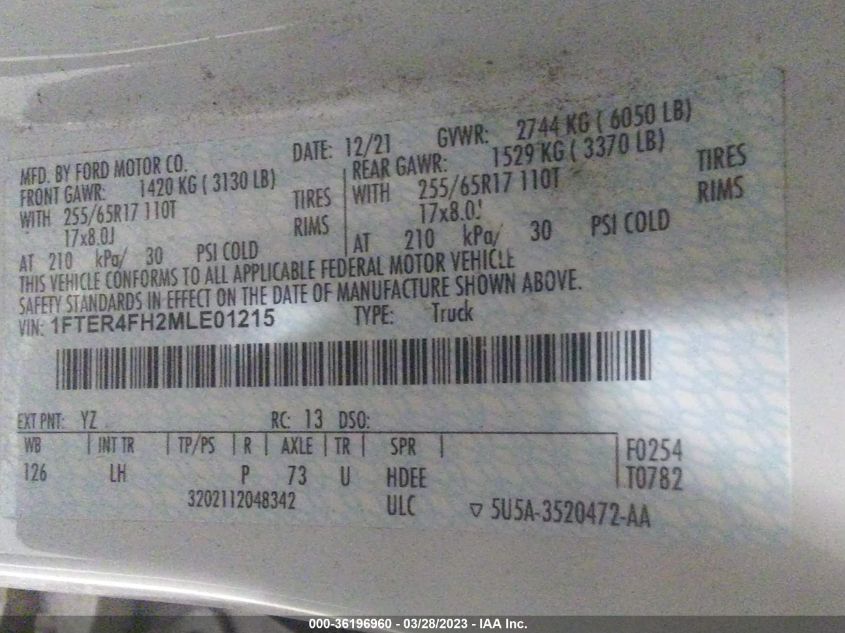 MFD. BY FORD MOTOR CO. DATE: 12/21 GVWR: 2744 KG ( 6050 LB)
FRONT GAWR: 1420 KG ( 3130 LB) REAR GAWR: 1529 KG ( 3370 LB)
WITH 255/65R17 110T TIRES WITH 255/65R17 110T TIRES
17x8.0J RIMS 17x8.0J RIMS
AT 210 kPa/ 30 PSI COLD AT 210 kPa/ 30 PSI COLD
THIS VEHICLE CONFORMS TO ALL APPLICABLE FEDERAL MOTOR VEHICLE
SAFETY STANDARDS IN EFFECT ON THE DATE OF MANUFACTURE SHOWN ABOVE.
VIN: 1FTER4FH2MLE01215 TYPE: Truck
EXT PNT: YZ RC: 13 DSO:
WB INT TR TP/PS R AXLE TR SPR F0254
126 LH P 73 U HDEE T0782
3202112048342 ULC ▽ 5U5A-3520472-AA
000-36196960 - 03/28/2023 - IAA Inc.